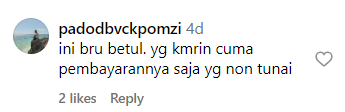 padodbvckpomzi 4d
ini bru betul. yg kmrin cuma
pembayarannya saja yg non tunai
2 likes Reply